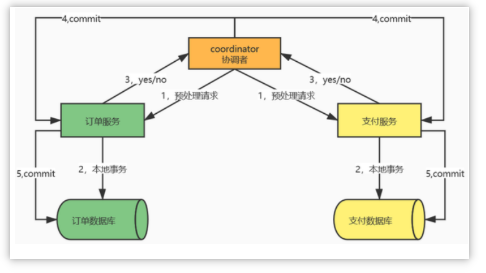 4,commit
4,commit
coordinator
协调者
3，yes/no
3，yes/no
1，预处理请求
1，预处理请求
订单服务
支付服务
2，本地事务
2，本地事务
5,commit
5,commit
订单数据库
支付数据库